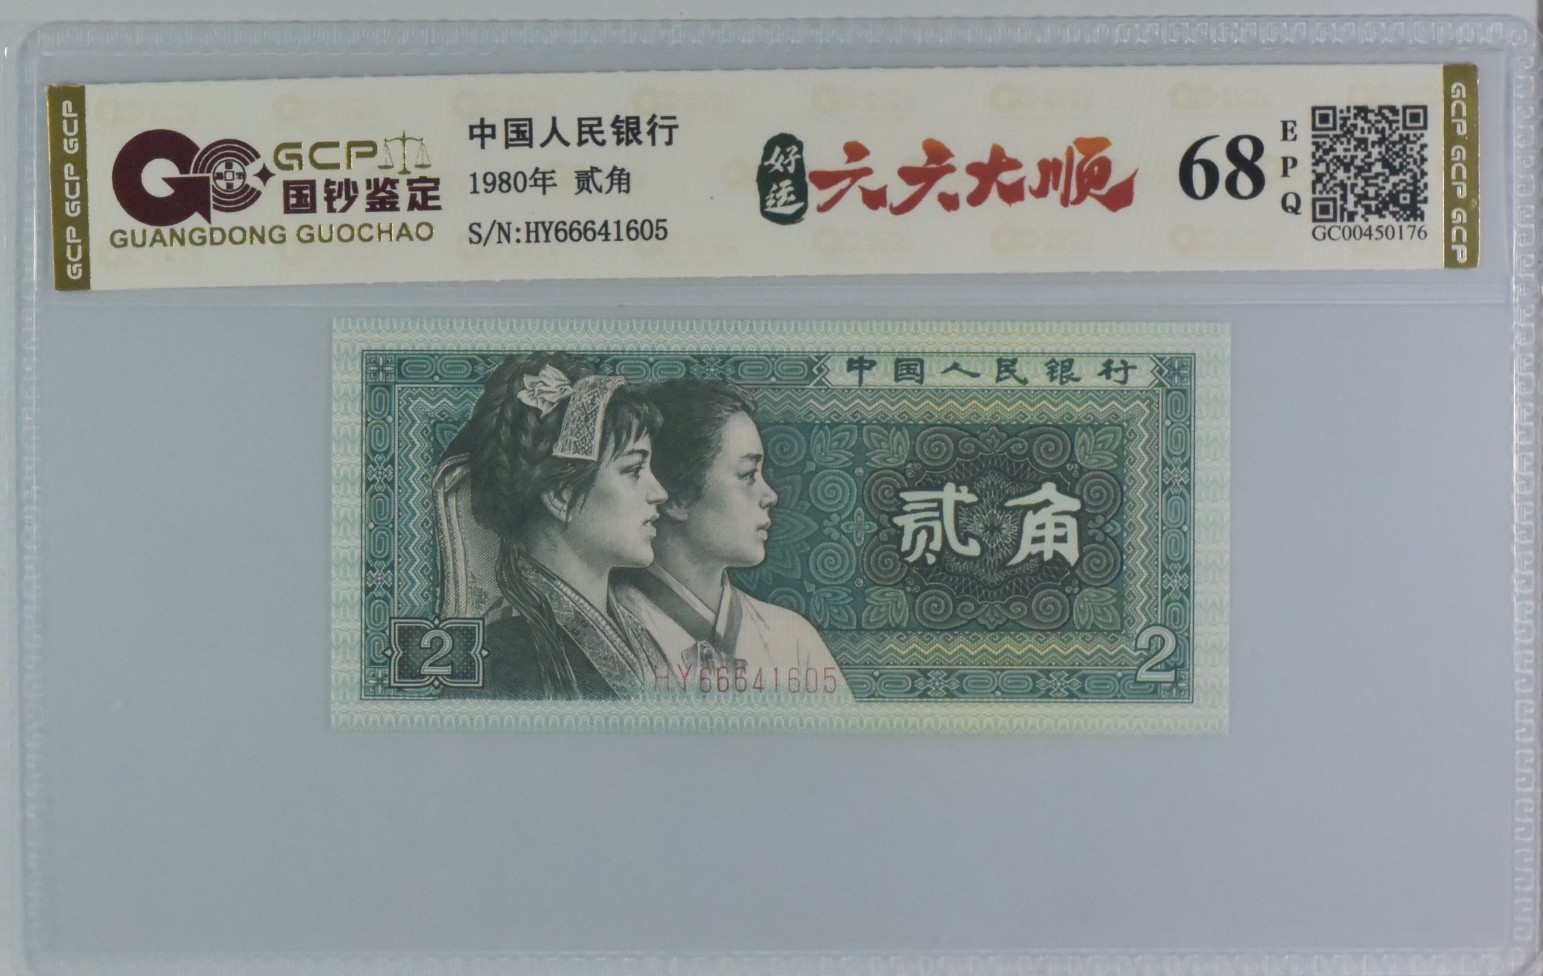 GCP GCP GCP
GCP
国钞鉴定
GUANGDONG GUOCHAO
中国人民银行
1980年 贰角
S/N:HY66641605
好运
六六大顺
68
EPQ
GC00450176
GCP GCP GCP
中国人民银行
贰角
2
2
HY66641605